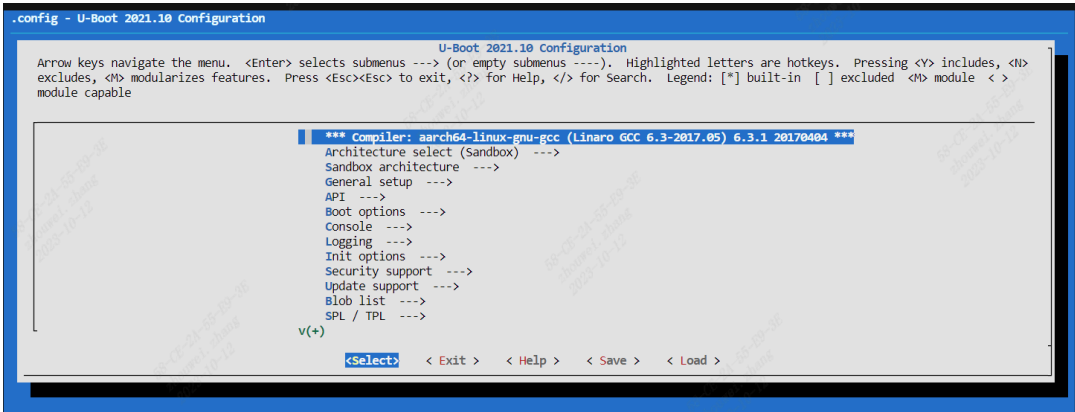 .config - U-Boot 2021.10 Configuration
U-Boot 2021.10 Configuration
Arrow keys navigate the menu.  <Enter> selects submenus ---> (or empty submenus ----).  Highlighted letters are hotkeys.  Pressing <Y> includes, <N>
excludes, <M> modularizes features.  Press <Esc><Esc> to exit, <?> for Help, </> for Search.  Legend: [*] built-in  [ ] excluded  <M> module  < >
module capable
*** Compiler: aarch64-linux-gnu-gcc (Linaro GCC 6.3-2017.05) 6.3.1 20170404 ***
Architecture select (Sandbox)  --->
Sandbox architecture  --->
General setup  --->
API  --->
Boot options  --->
Console  --->
Logging  --->
Init options  --->
Security support  --->
Update support  --->
Blob list  --->
SPL / TPL  --->
v(+)
<Select>    < Exit >    < Help >    < Save >    < Load >